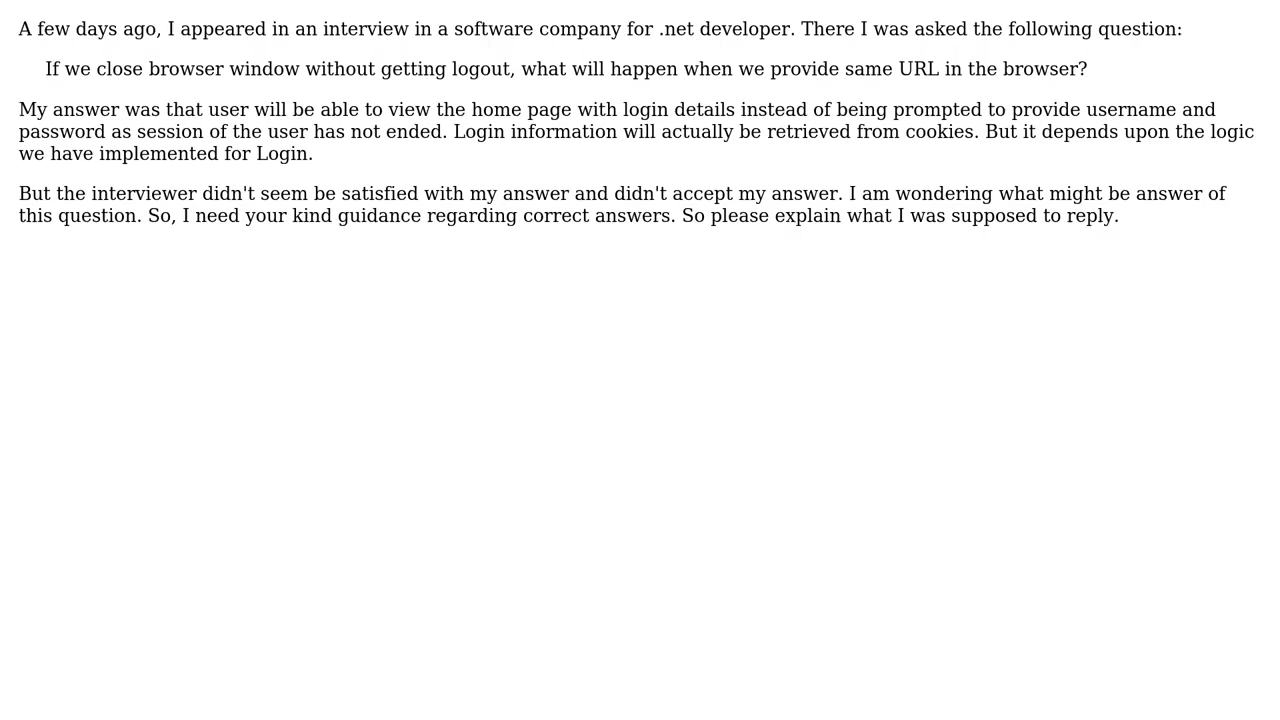 A few days ago, I appeared in an interview in a software company for .net developer. There I was asked the following question:
If we close browser window without getting logout, what will happen when we provide same URL in the browser?
My answer was that user will be able to view the home page with login details instead of being prompted to provide username and
password as session of the user has not ended. Login information will actually be retrieved from cookies. But it depends upon the logic
we have implemented for Login.
But the interviewer didn't seem be satisfied with my answer and didn't accept my answer. I am wondering what might be answer of
this question. So, I need your kind guidance regarding correct answers. So please explain what I was supposed to reply.